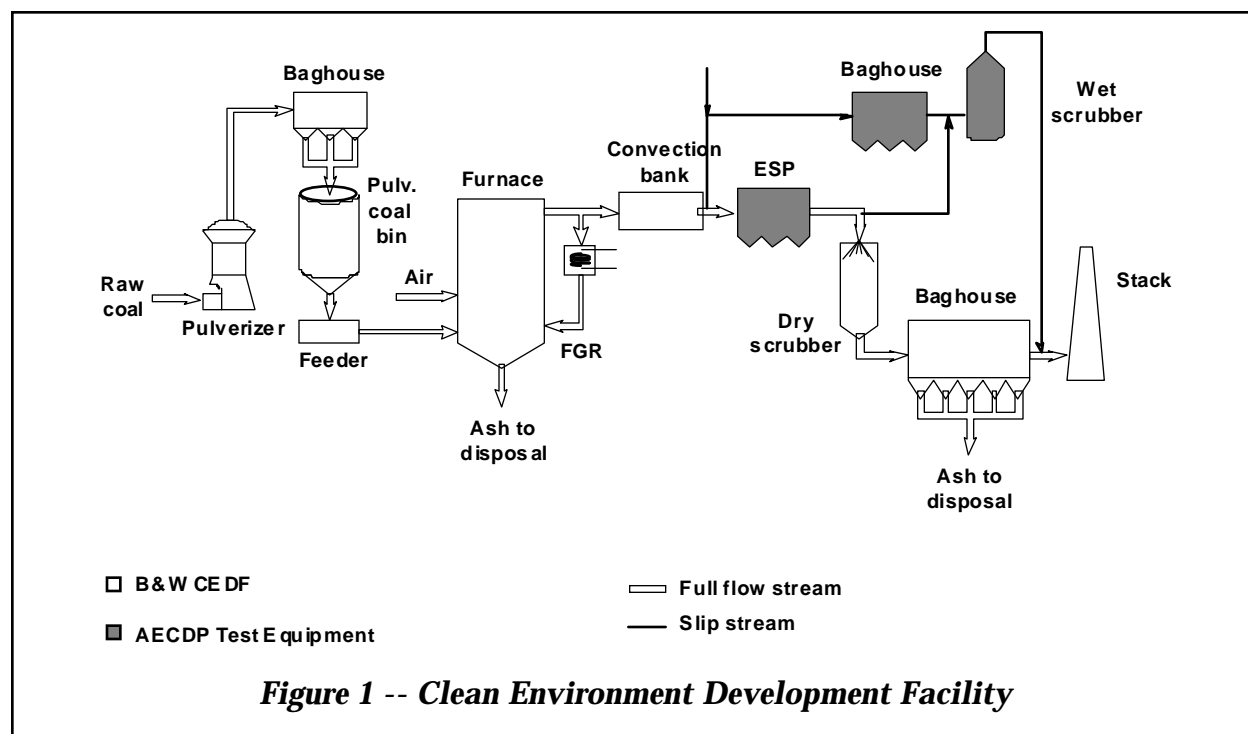 Baghouse
Baghouse
Wet
scrubber
Convection
bank
ESP
Furnace
Pulv.
coal
bin
Air
Raw
coal
Pulverizer
Feeder
FGR
Baghouse
Stack
Dry
scrubber
Ash to
disposal
Ash to
disposal
B&W CEDF
Full flow stream
AECDP Test Equipment
Slip stream
Figure 1 -- Clean Environment Development Facility